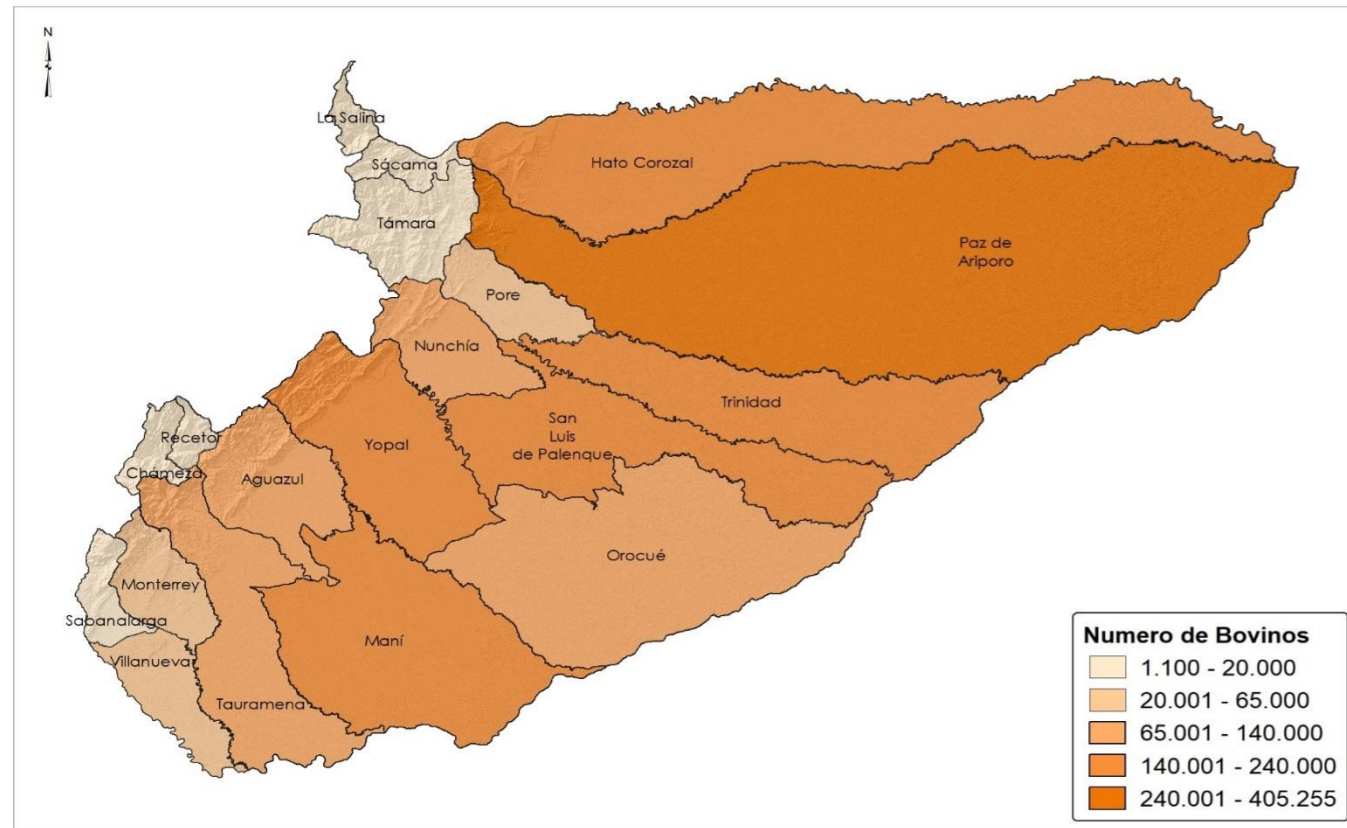 N
La Salina
Sácama
Támara
Hato Corozal
Paz de
Ariporo
Pore
Nunchía
Trinidad
San
Luis
de Palenque
Yopal
Recetor
Chámeza
Aguazul
Orocué
Monterrey
Sabanalarga
Maní
Villanueva
Tauramena
Numero de Bovinos
1.100 - 20.000
20.001 - 65.000
65.001 - 140.000
140.001 - 240.000
240.001 - 405.255